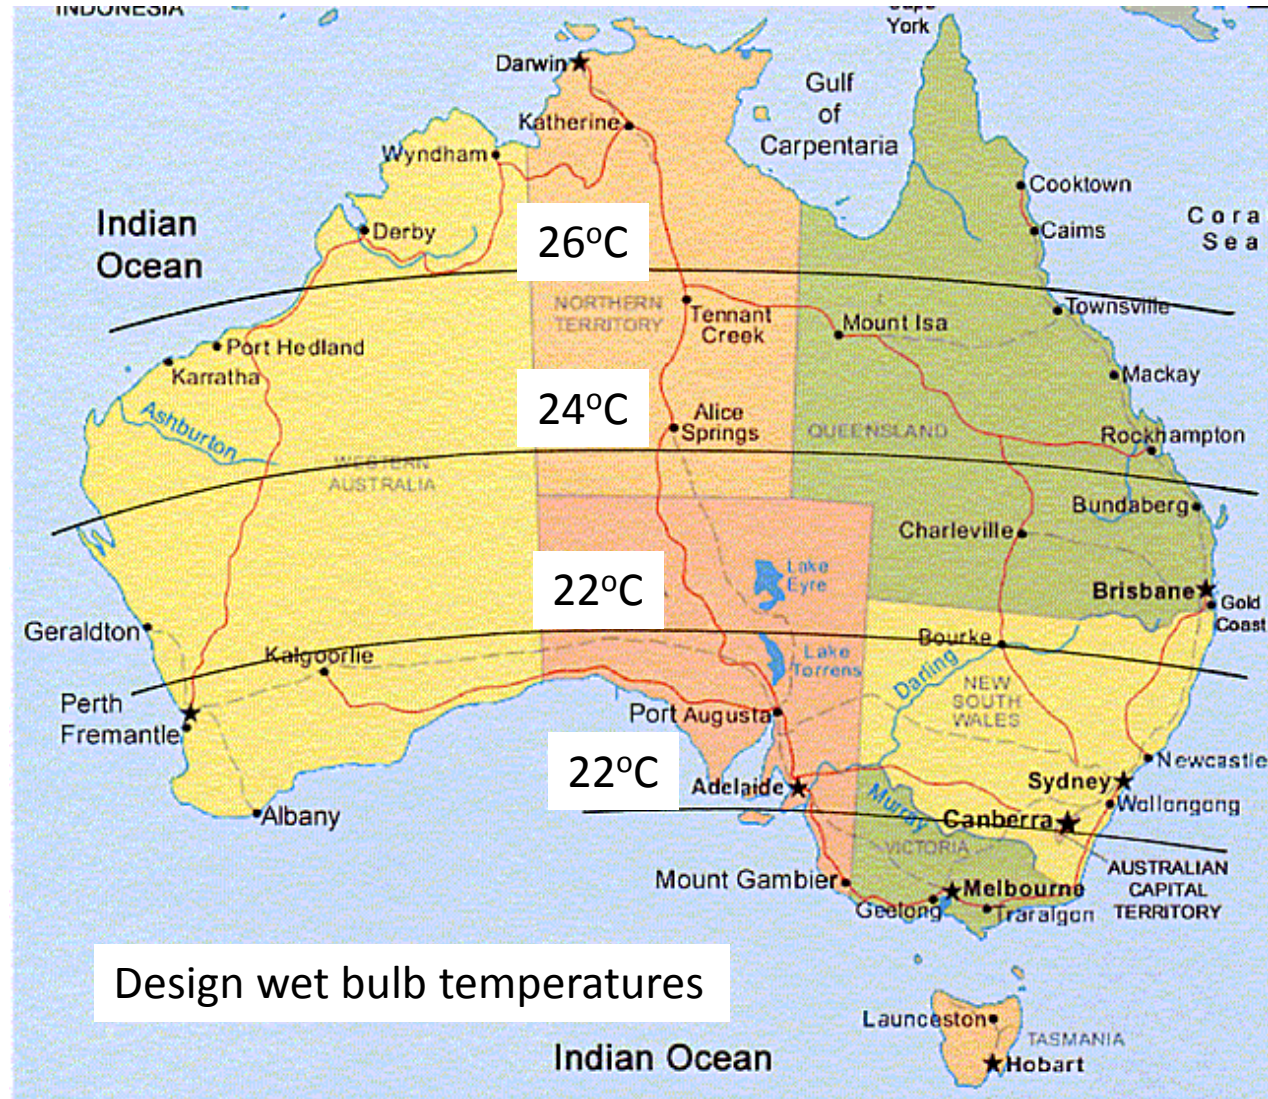 INDONESIA
Cape
York
Darwin
Gulf
of
Carpentaria
Katherine
Wyndham
Cooktown
Indian
Ocean
Derby
Cairns
Cora
Sea
26°C
NORTHERN
TERRITORY
Tennant
Creek
Townsville
Mount Isa
Port Hedland
Karratha
Mackay
24°C
Alice
Springs
Ashburton
QUEENSLAND
Rockhampton
WESTERN
AUSTRALIA
Bundaberg
Charleville
22°C
Lake
Eyre
Brisbane
Gold
Coast
Geraldton
Bourke
Kalgoorlie
Lake
Torrens
Darling
NEW
SOUTH
WALES
Perth
Fremantle
Port Augusta
22°C
Newcastle
Adelaide
Sydney
Murray
Wollongong
Albany
Canberra
VICTORIA
AUSTRALIAN
CAPITAL
TERRITORY
Mount Gambier
Melbourne
Geelong
Traralgon
Design wet bulb temperatures
Launceston
TASMANIA
Indian Ocean
Hobart